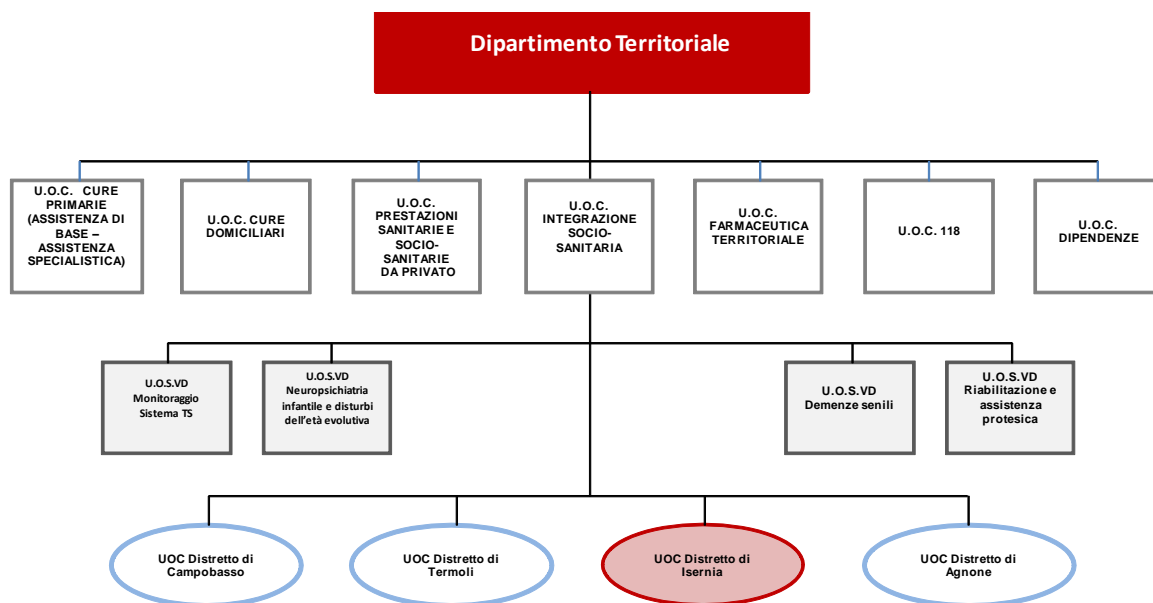 Dipartimento Territoriale
U.O.C. CURE
PRIMARIE
(ASSISTENZA DI
BASE –
ASSISTENZA
SPECIALISTICA)
U.O.C. CURE
DOMICILIARI
U.O.C.
PRESTAZIONI
SANITARIE E
SOCIO-
SANITARIE
DA PRIVATO
U.O.C.
INTEGRAZIONE
SOCIO-
SANITARIA
U.O.C.
FARMACEUTICA
TERRITORIALE
U.O.C. 118
U.O.C.
DIPENDENZE
U.O.S.VD
Monitoraggio
Sistema TS
U.O.S.VD
Neuropsichiatria
infantile e disturbi
dell'età evolutiva
U.O.S.VD
Demenze senili
U.O.S.VD
Riabilitazione e
assistenza
protesica
UOC Distretto di
Campobasso
UOC Distretto di
Termoli
UOC Distretto di
Isernia
UOC Distretto di
Agnone